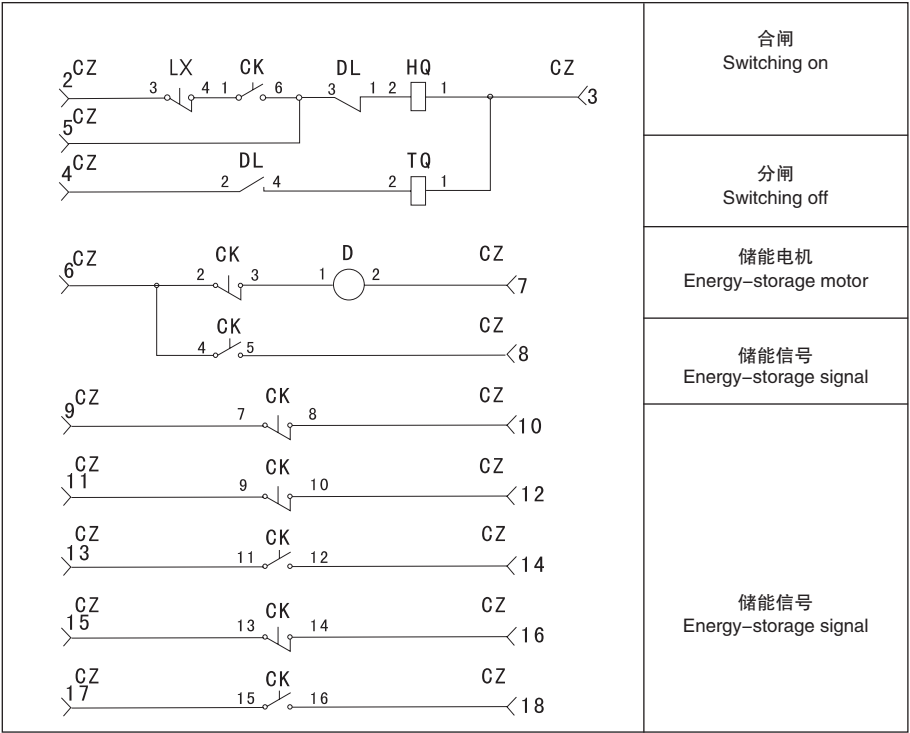 CZ LX CK DL HQ CZ
2 3 4 1 6 3 1 2 1 3
CZ
5
CZ DL TQ
4 2 4 2 1
合闸
Switching on
分闸
Switching off
CZ CK D CZ
6 2 3 1 2 7
储能电机
Energy–storage motor
CK CZ
4 5 8
储能信号
Energy–storage signal
CZ CK CZ
9 7 8 10
CZ CK CZ
11 9 10 12
CZ CK CZ
13 11 12 14
CZ CK CZ
15 13 14 16
CZ CK CZ
17 15 16 18
储能信号
Energy–storage signal